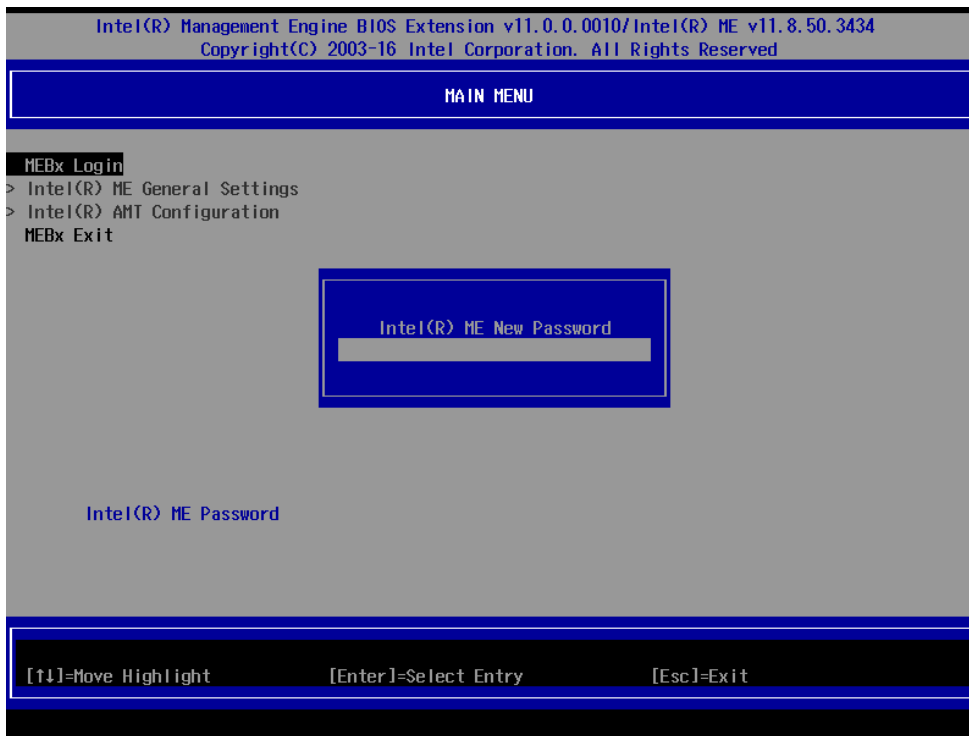 Intel(R) Management Engine BIOS Extension v11.0.0.0010/Intel(R) ME v11.8.50.3434
Copyright(C) 2003-16 Intel Corporation. All Rights Reserved
MAIN MENU
MEBx Login
> Intel(R) ME General Settings
> Intel(R) AMT Configuration
MEBx Exit
Intel(R) ME New Password
Intel(R) ME Password
[↑↓]=Move Highlight [Enter]=Select Entry [Esc]=Exit